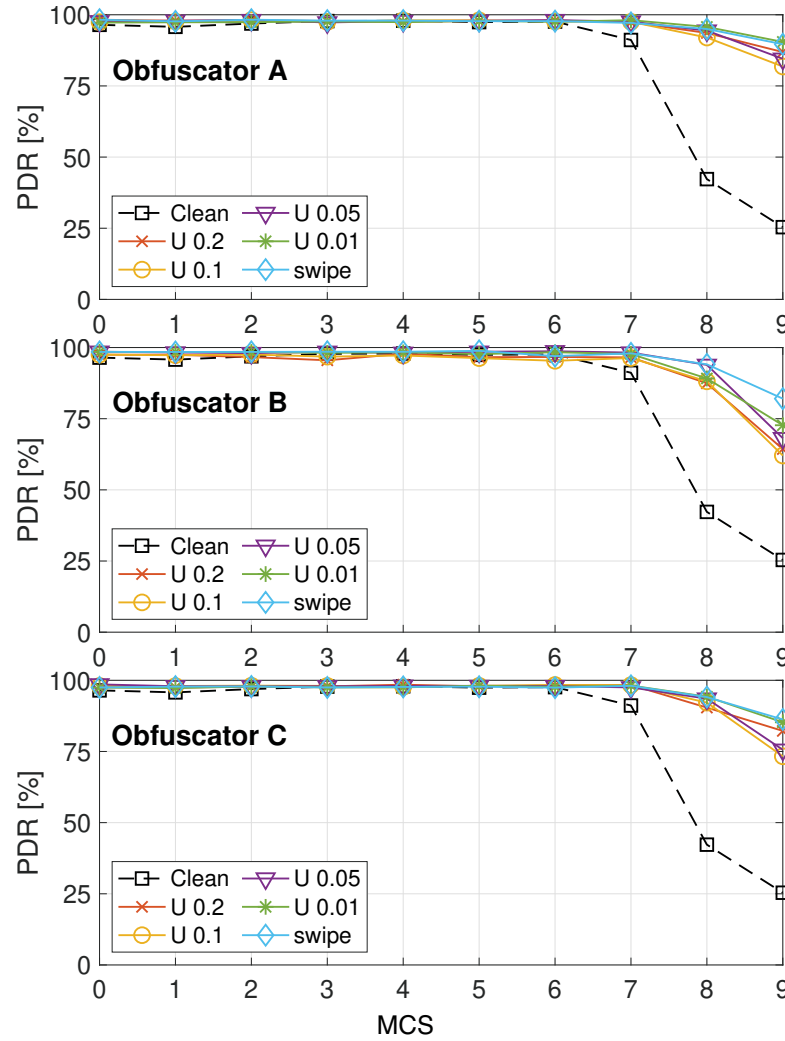 100
75
50
25
0
PDR [%]
Obfuscator A
Clean U 0.05
U 0.2 U 0.01
U 0.1 swipe
0 1 2 3 4 5 6 7 8 9
100
75
50
25
0
PDR [%]
Obfuscator B
Clean U 0.05
U 0.2 U 0.01
U 0.1 swipe
0 1 2 3 4 5 6 7 8 9
100
75
50
25
0
PDR [%]
Obfuscator C
Clean U 0.05
U 0.2 U 0.01
U 0.1 swipe
0 1 2 3 4 5 6 7 8 9
MCS